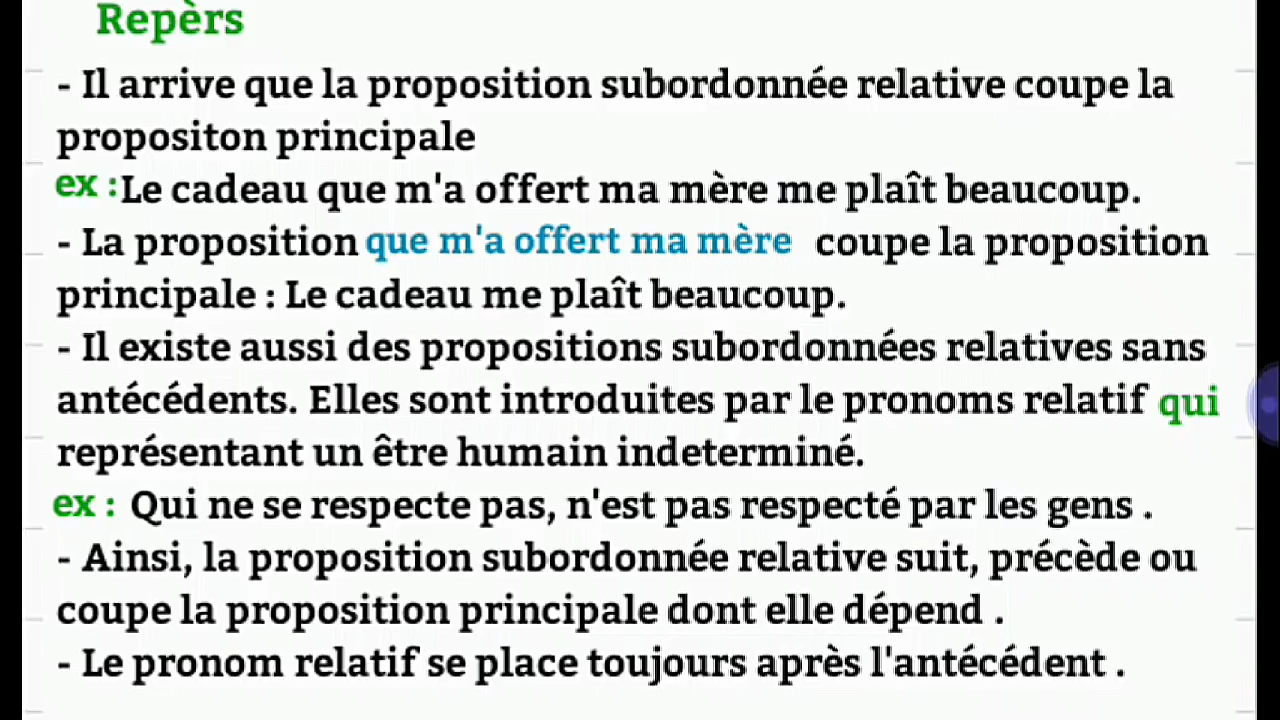 Repèrs
- Il arrive que la proposition subordonnée relative coupe la
propositon principale
ex : Le cadeau que m'a offert ma mère me plaît beaucoup.
- La proposition que m'a offert ma mère coupe la proposition
principale : Le cadeau me plaît beaucoup.
- Il existe aussi des propositions subordonnées relatives sans
antécédents. Elles sont introduites par le pronoms relatif qui
représentant un être humain indeterminé.
ex : Qui ne se respecte pas, n'est pas respecté par les gens .
- Ainsi, la proposition subordonnée relative suit, précède ou
coupe la proposition principale dont elle dépend .
- Le pronom relatif se place toujours après l'antécédent .